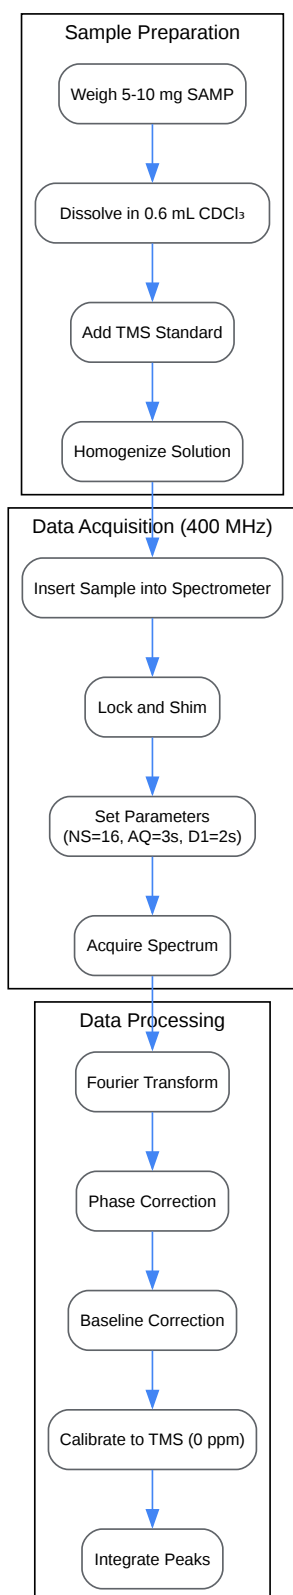 Sample Preparation
Weigh 5-10 mg SAMP
Dissolve in 0.6 mL CDCl₃
Add TMS Standard
Homogenize Solution
Data Acquisition (400 MHz)
Insert Sample into Spectrometer
Lock and Shim
Set Parameters
(NS=16, AQ=3s, D1=2s)
Acquire Spectrum
Data Processing
Fourier Transform
Phase Correction
Baseline Correction
Calibrate to TMS (0 ppm)
Integrate Peaks